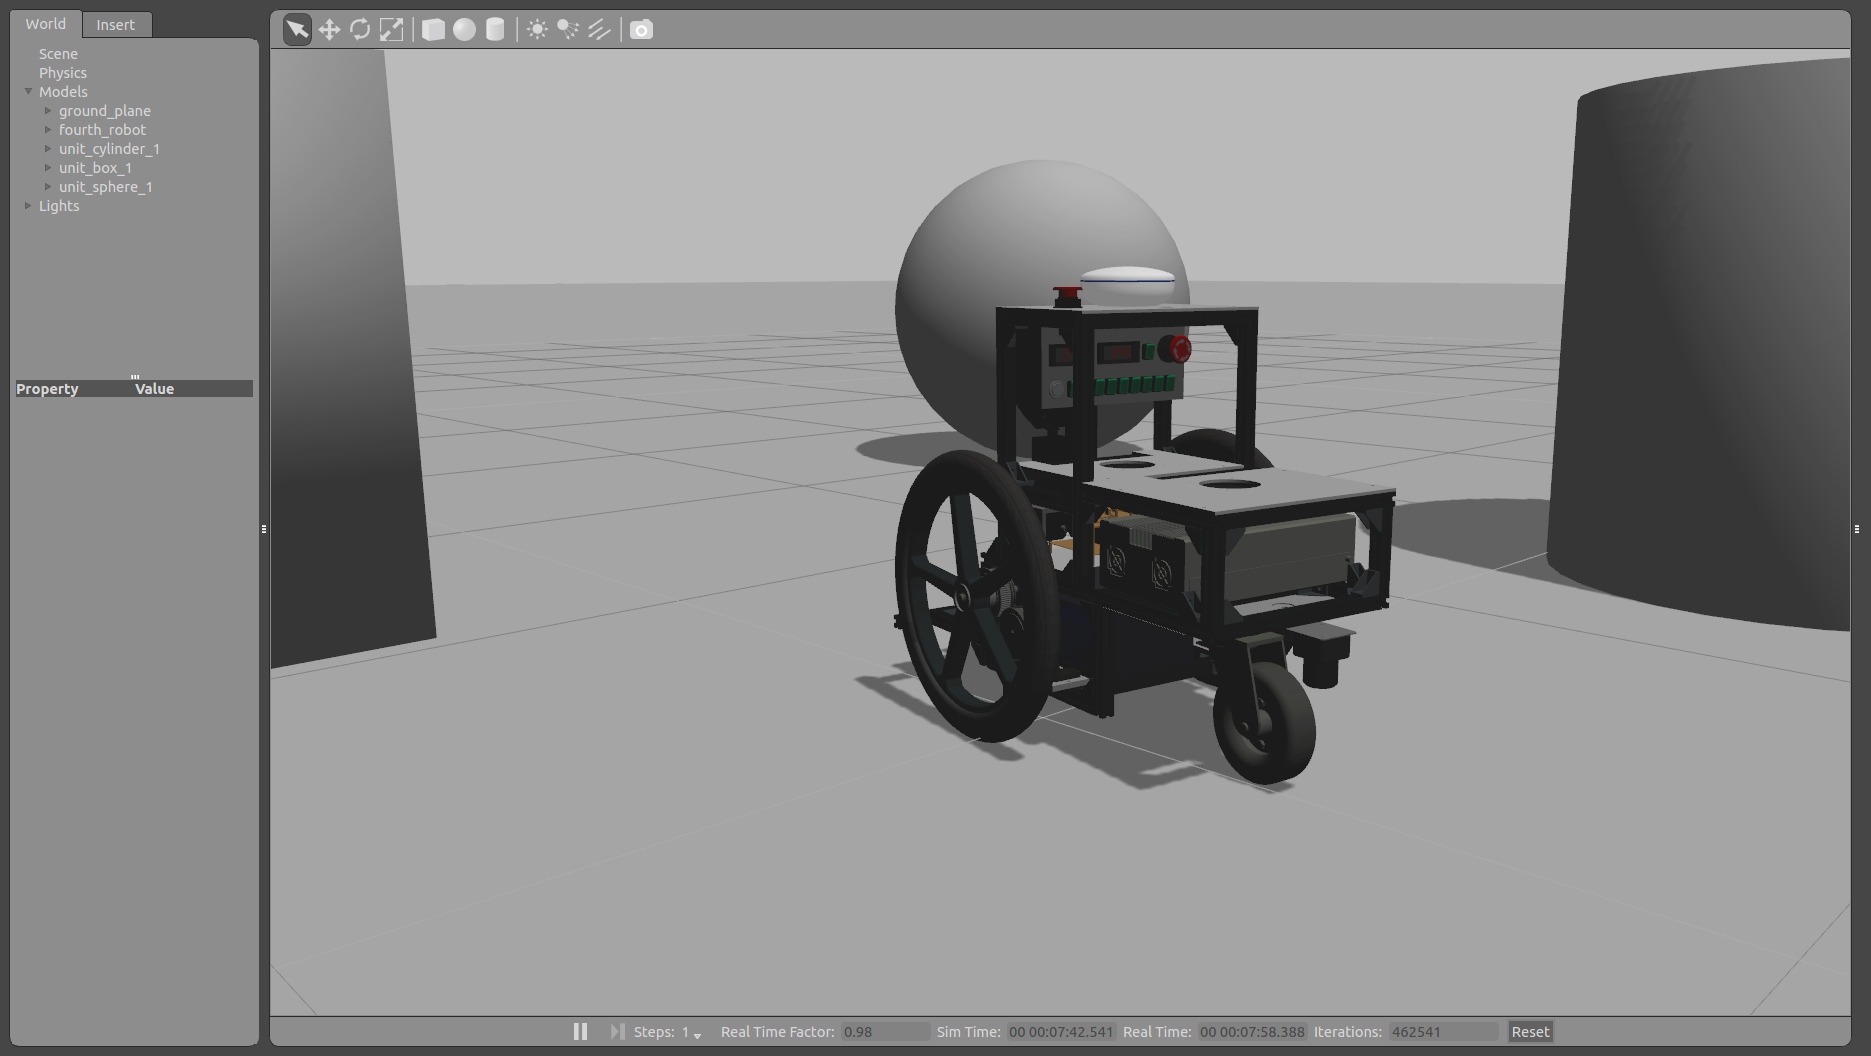 World Insert
Scene
Physics
Models
ground_plane
fourth_robot
unit_cylinder_1
unit_box_1
unit_sphere_1
Lights
Property Value
Steps: 1 Real Time Factor: 0.98 Sim Time: 00 00:07:42.541 Real Time: 00 00:07:58.388 Iterations: 462541 Reset